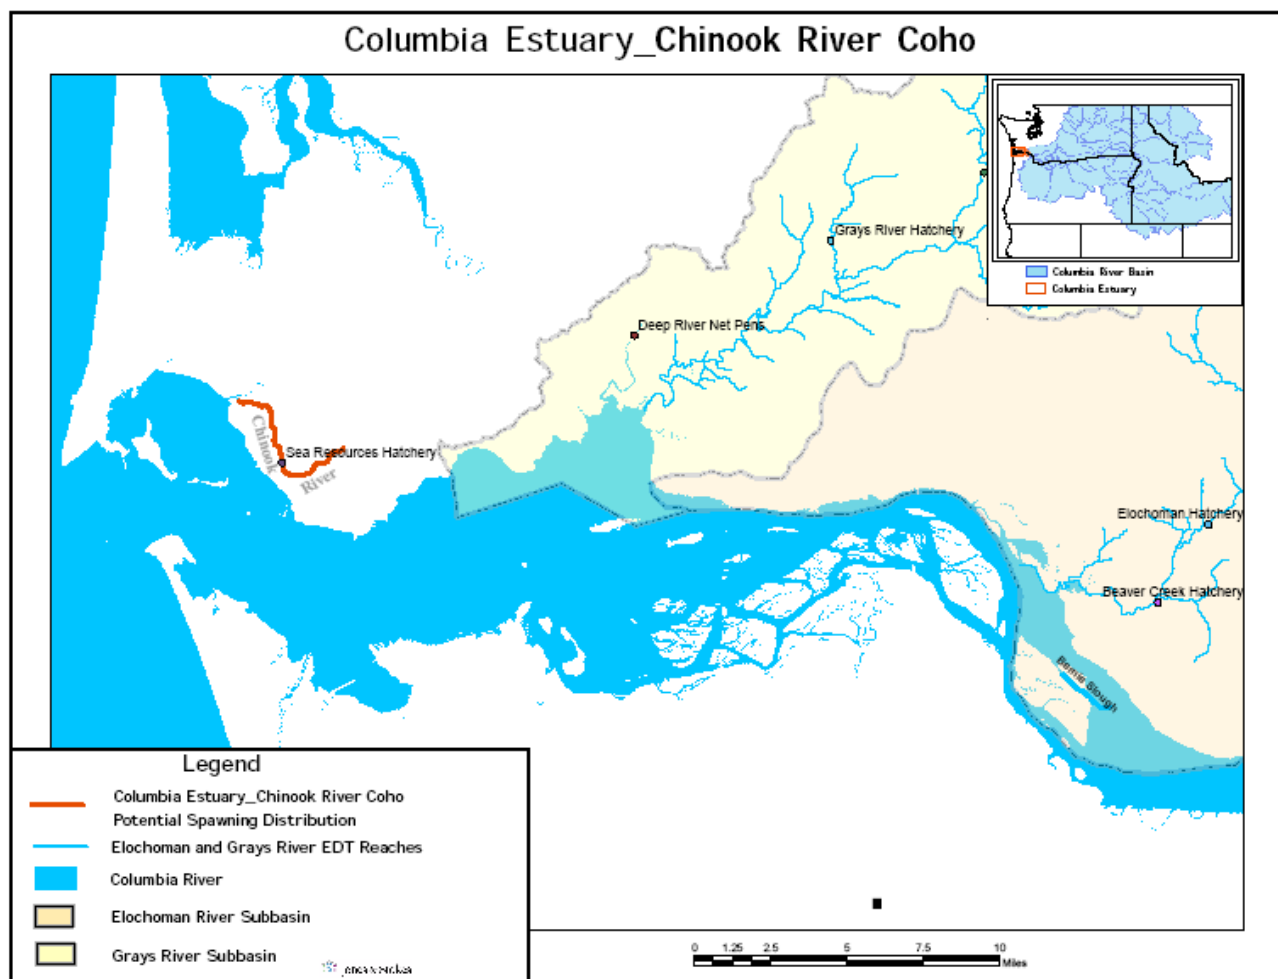 Columbia Estuary_Chinook River Coho
Grays River Hatchery
Columbia River Basin
Columbia Estuary
Deep River Net Pens
Chinook
River
Sea Resources Hatchery
Elochoman Hatchery
Beaver Creek Hatchery
Slough
Legend
Columbia Estuary_Chinook River Coho
Potential Spawning Distribution
Elochoman and Grays River EDT Reaches
Columbia River
Elochoman River Subbasin
Grays River Subbasin
0 1.25 2.5 5 7.5 10
Miles